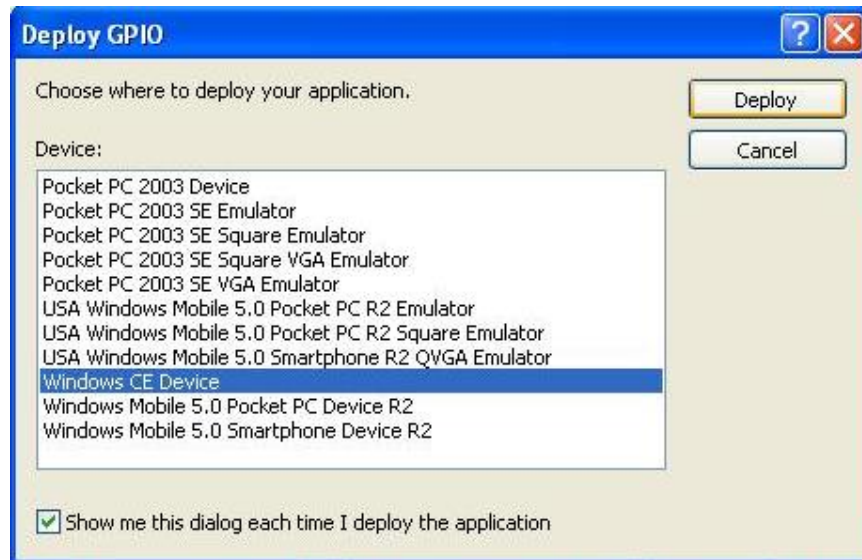 Deploy GPIO
Choose where to deploy your application.
Deploy
Cancel
Device:
Pocket PC 2003 Device
Pocket PC 2003 SE Emulator
Pocket PC 2003 SE Square Emulator
Pocket PC 2003 SE Square VGA Emulator
Pocket PC 2003 SE VGA Emulator
USA Windows Mobile 5.0 Pocket PC R2 Emulator
USA Windows Mobile 5.0 Pocket PC R2 Square Emulator
USA Windows Mobile 5.0 Smartphone R2 QVGA Emulator
Windows CE Device
Windows Mobile 5.0 Pocket PC Device R2
Windows Mobile 5.0 Smartphone Device R2
Show me this dialog each time I deploy the application